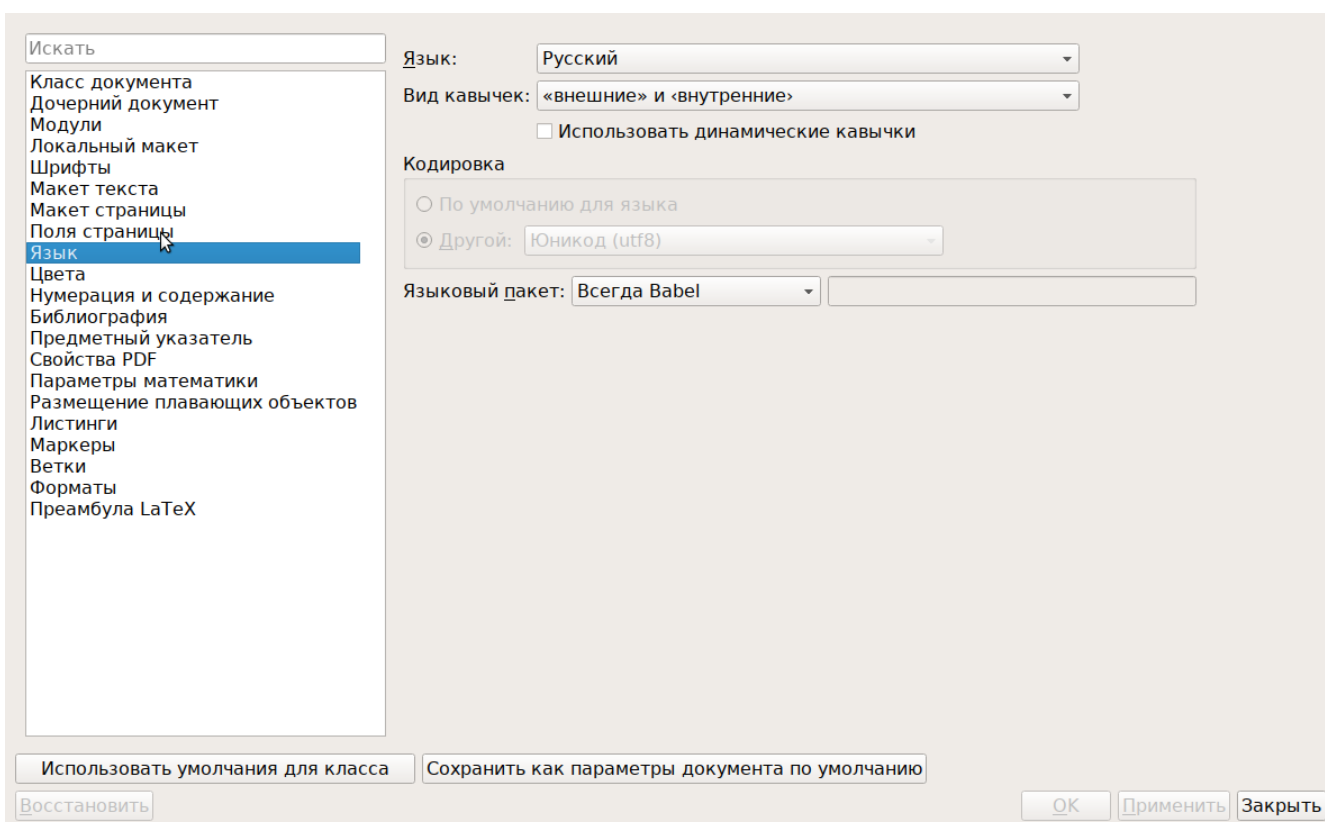 Искать
Класс документа
Дочерний документ
Модули
Локальный макет
Шрифты
Макет текста
Макет страницы
Поля страницы
Язык
Цвета
Нумерация и содержание
Библиография
Предметный указатель
Свойства PDF
Параметры математики
Размещение плавающих объектов
Листинги
Маркеры
Ветки
Форматы
Преамбула LaTeX
Язык: Русский
Вид кавычек: «внешние» и ‹внутренние›
Использовать динамические кавычки
Кодировка
По умолчанию для языка
Другой: Юникод (utf8)
Языковый пакет: Всегда Babel
Использовать умолчания для класса Сохранить как параметры документа по умолчанию
Восстановить OK Применить Закрыть